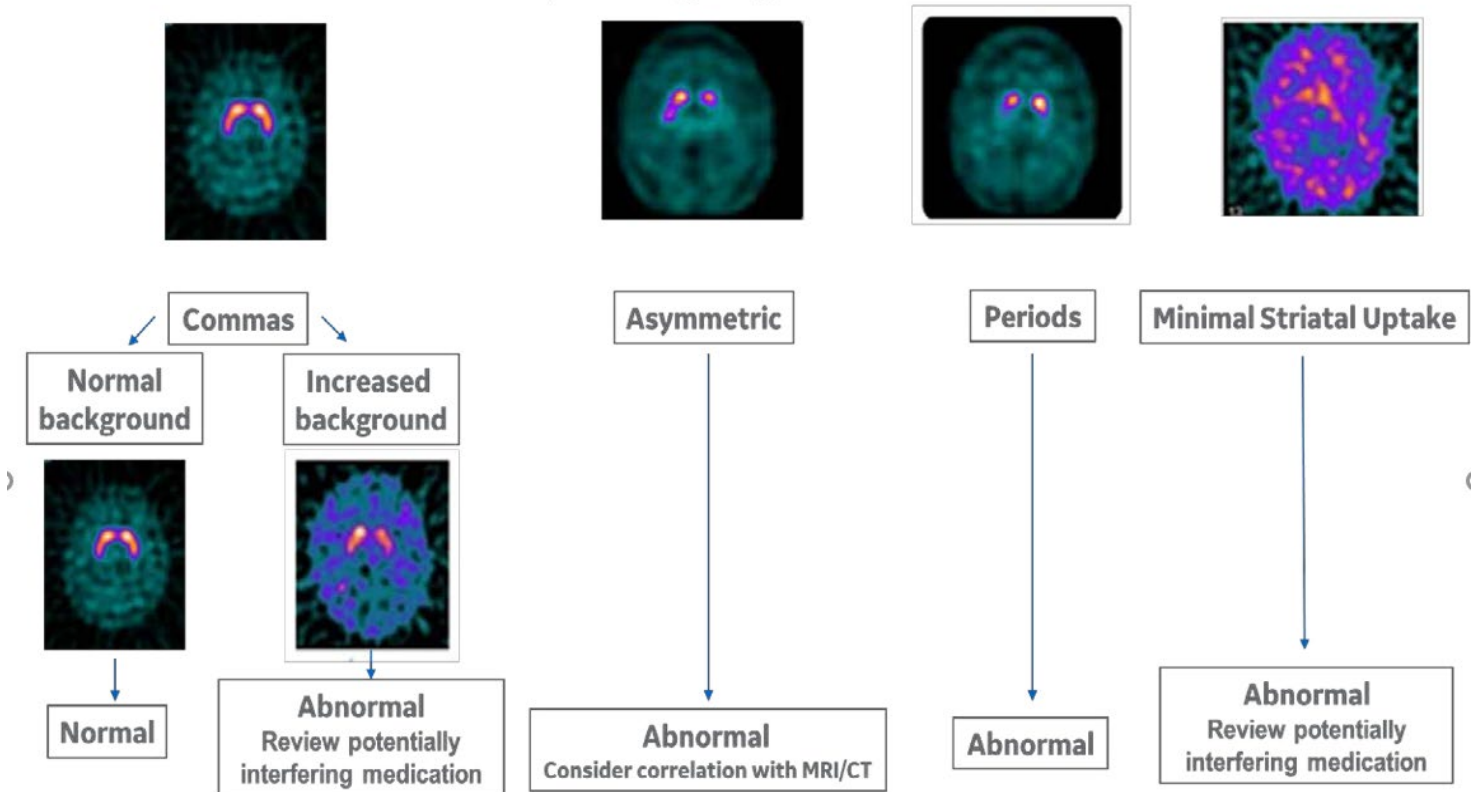 Commas
Normal
background
Increased
background
Normal
Abnormal
Review potentially
interfering medication
Asymmetric
Abnormal
Consider correlation with MRI/CT
Periods
Abnormal
Minimal Striatal Uptake
Abnormal
Review potentially
interfering medication